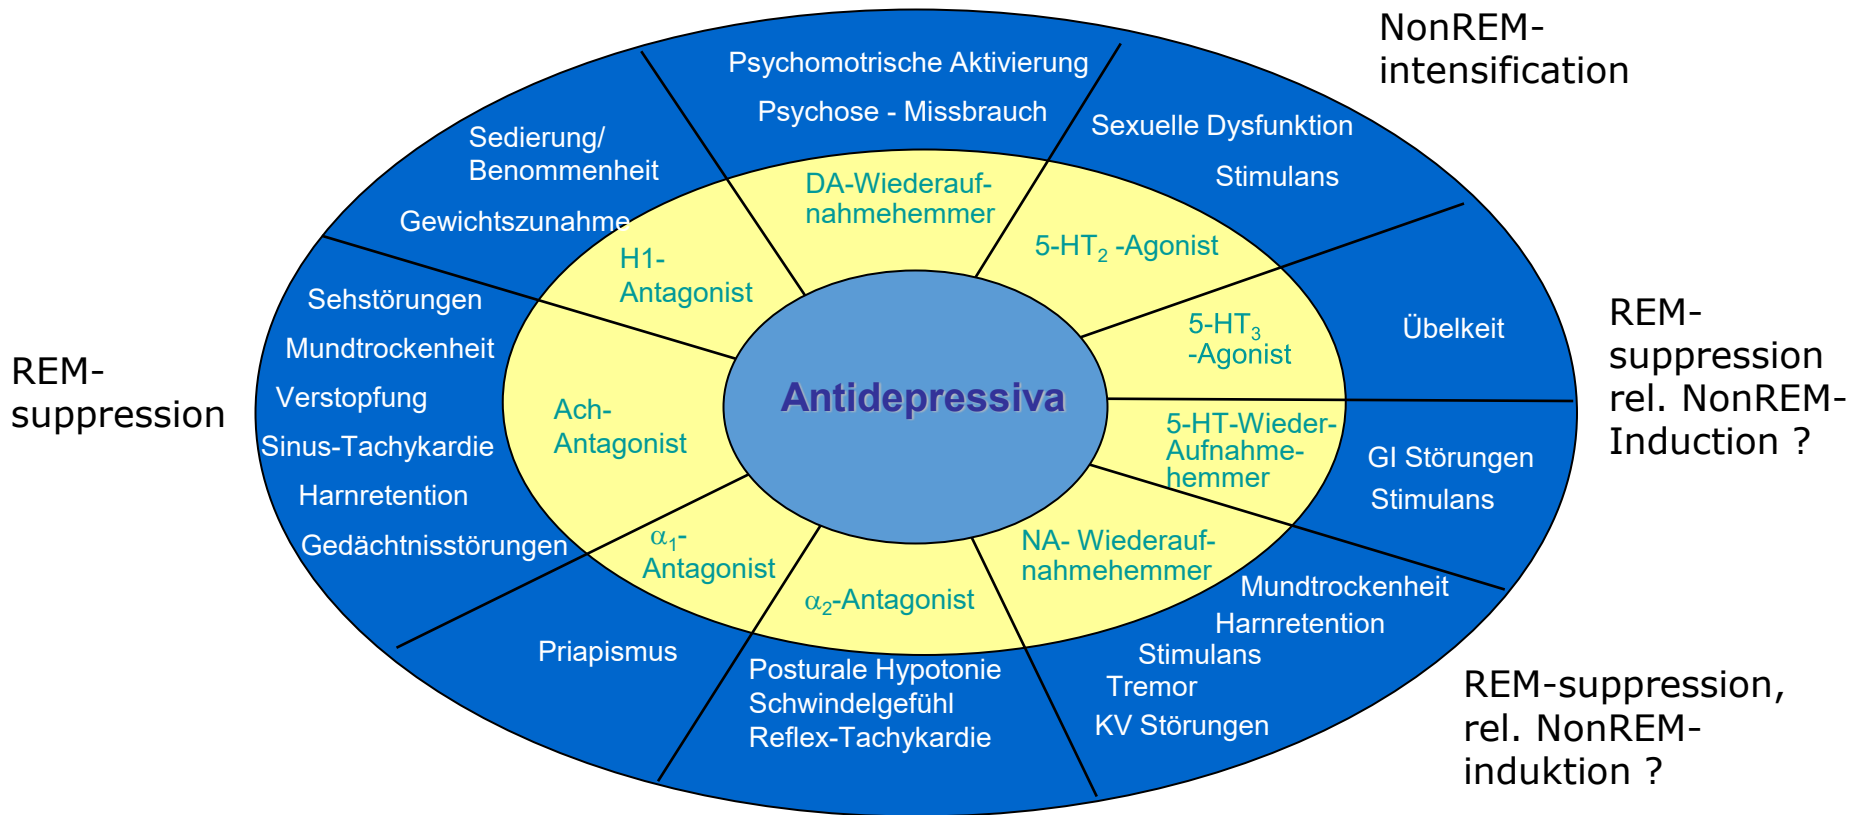 NonREM-
intensification
Psychomotrische Aktivierung
Psychose - Missbrauch
Sexuelle Dysfunktion
Stimulans
Sedierung/
Benommenheit
Gewichtszunahme
DA-Wiederauf-
nahmehemmer
5-HT2 -Agonist
H1-
Antagonist
Sehstörungen
Mundtrockenheit
Verstopfung
Sinus-Tachykardie
Harnretention
Gedächtnisstörungen
REM-
suppression
Ach-
Antagonist
Antidepressiva
5-HT3
-Agonist
Übelkeit
REM-
suppression
rel. NonREM-
Induction ?
5-HT-Wieder-
Aufnahme-
hemmer
GI Störungen
Stimulans
α1-
Antagonist
α2-Antagonist
NA- Wiederauf-
nahmehemmer
Mundtrockenheit
Harnretention
Stimulans
Tremor
KV Störungen
Priapismus
Posturale Hypotonie
Schwindelgefühl
Reflex-Tachykardie
REM-suppression,
rel. NonREM-
induktion ?